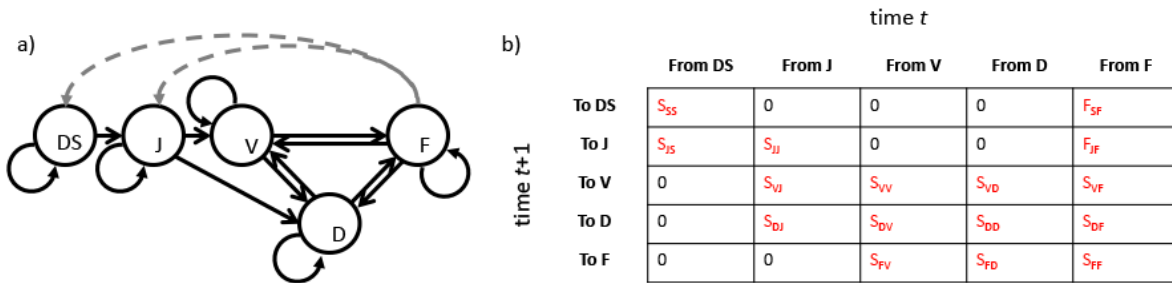 a)
DS
J
V
F
D
b)
time t
From DS From J From V From D From F
time t+1
To DS S_SS 0 0 0 F_SF
To J S_JS S_JJ 0 0 F_JF
To V 0 S_VJ S_VV S_VD S_VF
To D 0 S_DJ S_DV S_DD S_DF
To F 0 0 S_FV S_FD S_FF